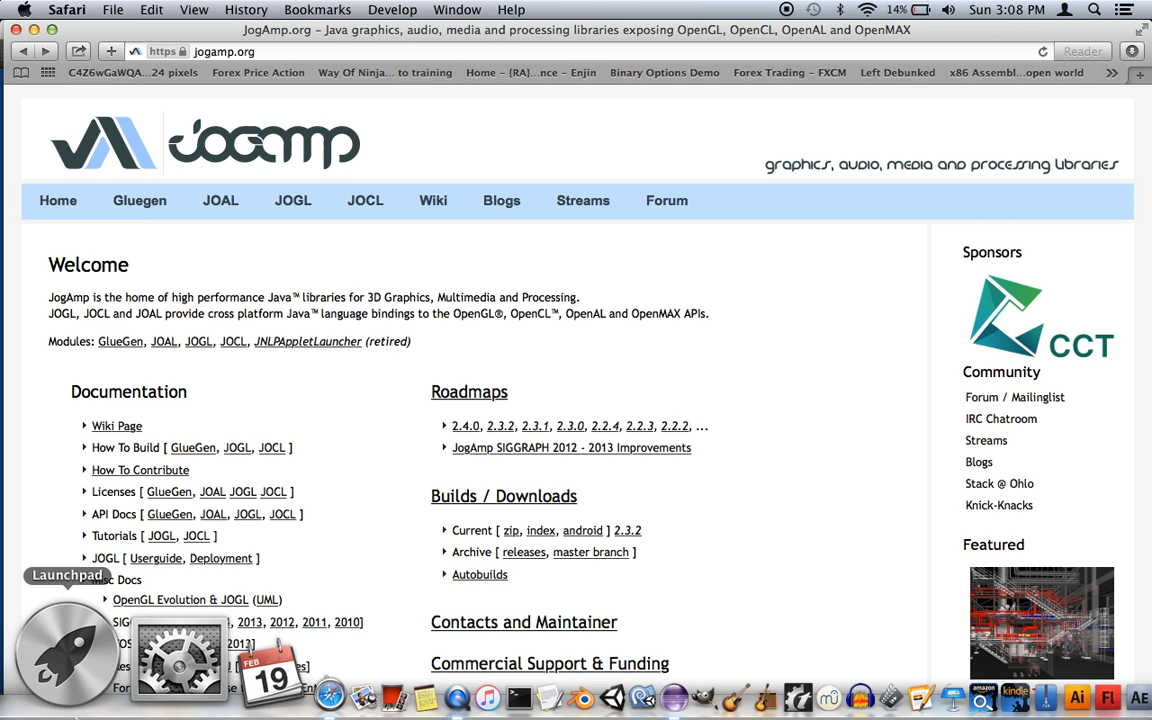 Safari File Edit View History Bookmarks Develop Window Help 14% Sun 3:08 PM
JogAmp.org – Java graphics, audio, media and processing libraries exposing OpenGL, OpenCL, OpenAL and OpenMAX
https jogamp.org Reader
C4Z6wGaWQA...24 pixels Forex Price Action Way Of Ninja... to training Home – {RA}...nce – Enjin Binary Options Demo Forex Trading – FXCM Left Debunked x86 Assembl...open world
JogAmp
graphics, audio, media and processing libraries
Home Gluegen JOAL JOGL JOCL Wiki Blogs Streams Forum
Welcome
JogAmp is the home of high performance Java™ libraries for 3D Graphics, Multimedia and Processing.
JOGL, JOCL and JOAL provide cross platform Java™ language bindings to the OpenGL®, OpenCL™, OpenAL and OpenMAX APIs.
Modules: GlueGen, JOAL, JOGL, JOCL, JNLPAppletLauncher (retired)
Documentation
Wiki Page
How To Build [ GlueGen, JOGL, JOCL ]
How To Contribute
Licenses [ GlueGen, JOAL JOGL JOCL ]
API Docs [ GlueGen, JOAL, JOGL, JOCL ]
Tutorials [ JOGL, JOCL ]
JOGL [ Userguide, Deployment ]
Misc Docs
OpenGL Evolution & JOGL (UML)
2013, 2012, 2011, 2010]
2013]
Roadmaps
2.4.0, 2.3.2, 2.3.1, 2.3.0, 2.2.4, 2.2.3, 2.2.2, ...
JogAmp SIGGRAPH 2012 - 2013 Improvements
Builds / Downloads
Current [ zip, index, android ] 2.3.2
Archive [ releases, master branch ]
Autobuilds
Contacts and Maintainer
Commercial Support & Funding
Sponsors
CCT
Community
Forum / Mailinglist
IRC Chatroom
Streams
Blogs
Stack @ Ohlo
Knick-Knacks
Featured
Launchpad
FEB
19
amazon
kindle
Ai
Fl
AE